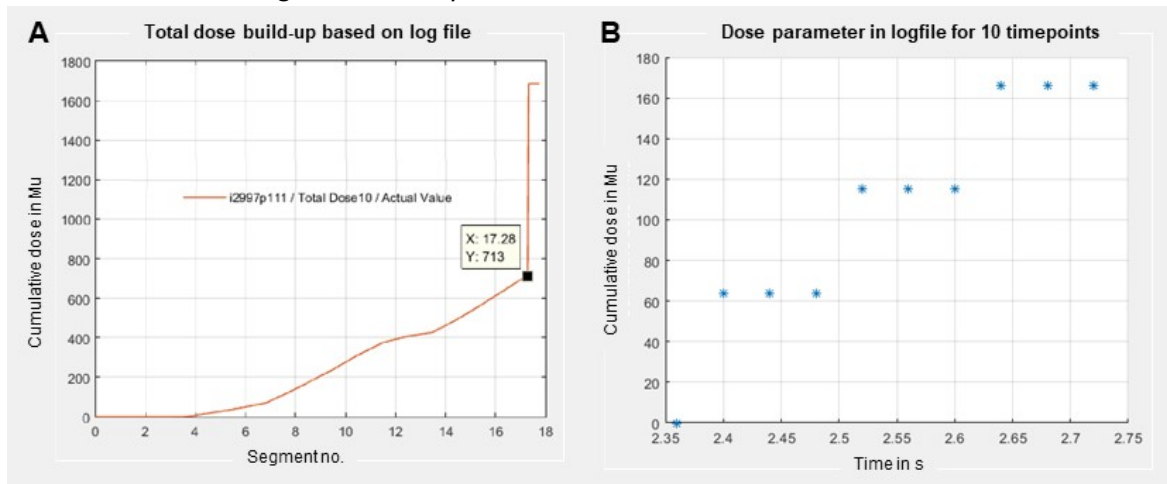 A
Total dose build-up based on log file
1800
1600
1400
1200
1000
800
600
400
200
0
Cumulative dose in Mu
i2997p111 / Total Dose10 / Actual Value
X: 17.28
Y: 713
0 2 4 6 8 10 12 14 16 18
Segment no.
B
Dose parameter in logfile for 10 timepoints
180
160
140
120
100
80
60
40
20
0
Cumulative dose in Mu
2.35 2.4 2.45 2.5 2.55 2.6 2.65 2.7 2.75
Time in s